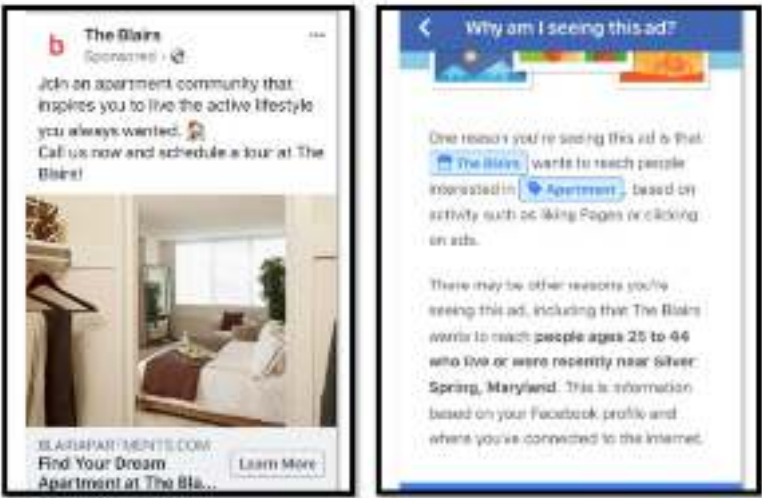 b
The Blairs
Sponsored ·
Join an apartment community that
inspires you to live the active lifestyle
you always wanted.
Call us now and schedule a tour at The
Blairs!
BLAIRAPARTMENTS.COM
Find Your Dream
Apartment at The Bla...
Learn More
Why am I seeing this ad?
One reason you're seeing this ad is that
The Blairs wants to reach people
interested in Apartment, based on
activity such as liking Pages or clicking
on ads.
There may be other reasons you're
seeing this ad, including that The Blairs
wants to reach people ages 25 to 44
who live or were recently near Silver
Spring, Maryland. This is information
based on your Facebook profile and
where you've connected to the internet.